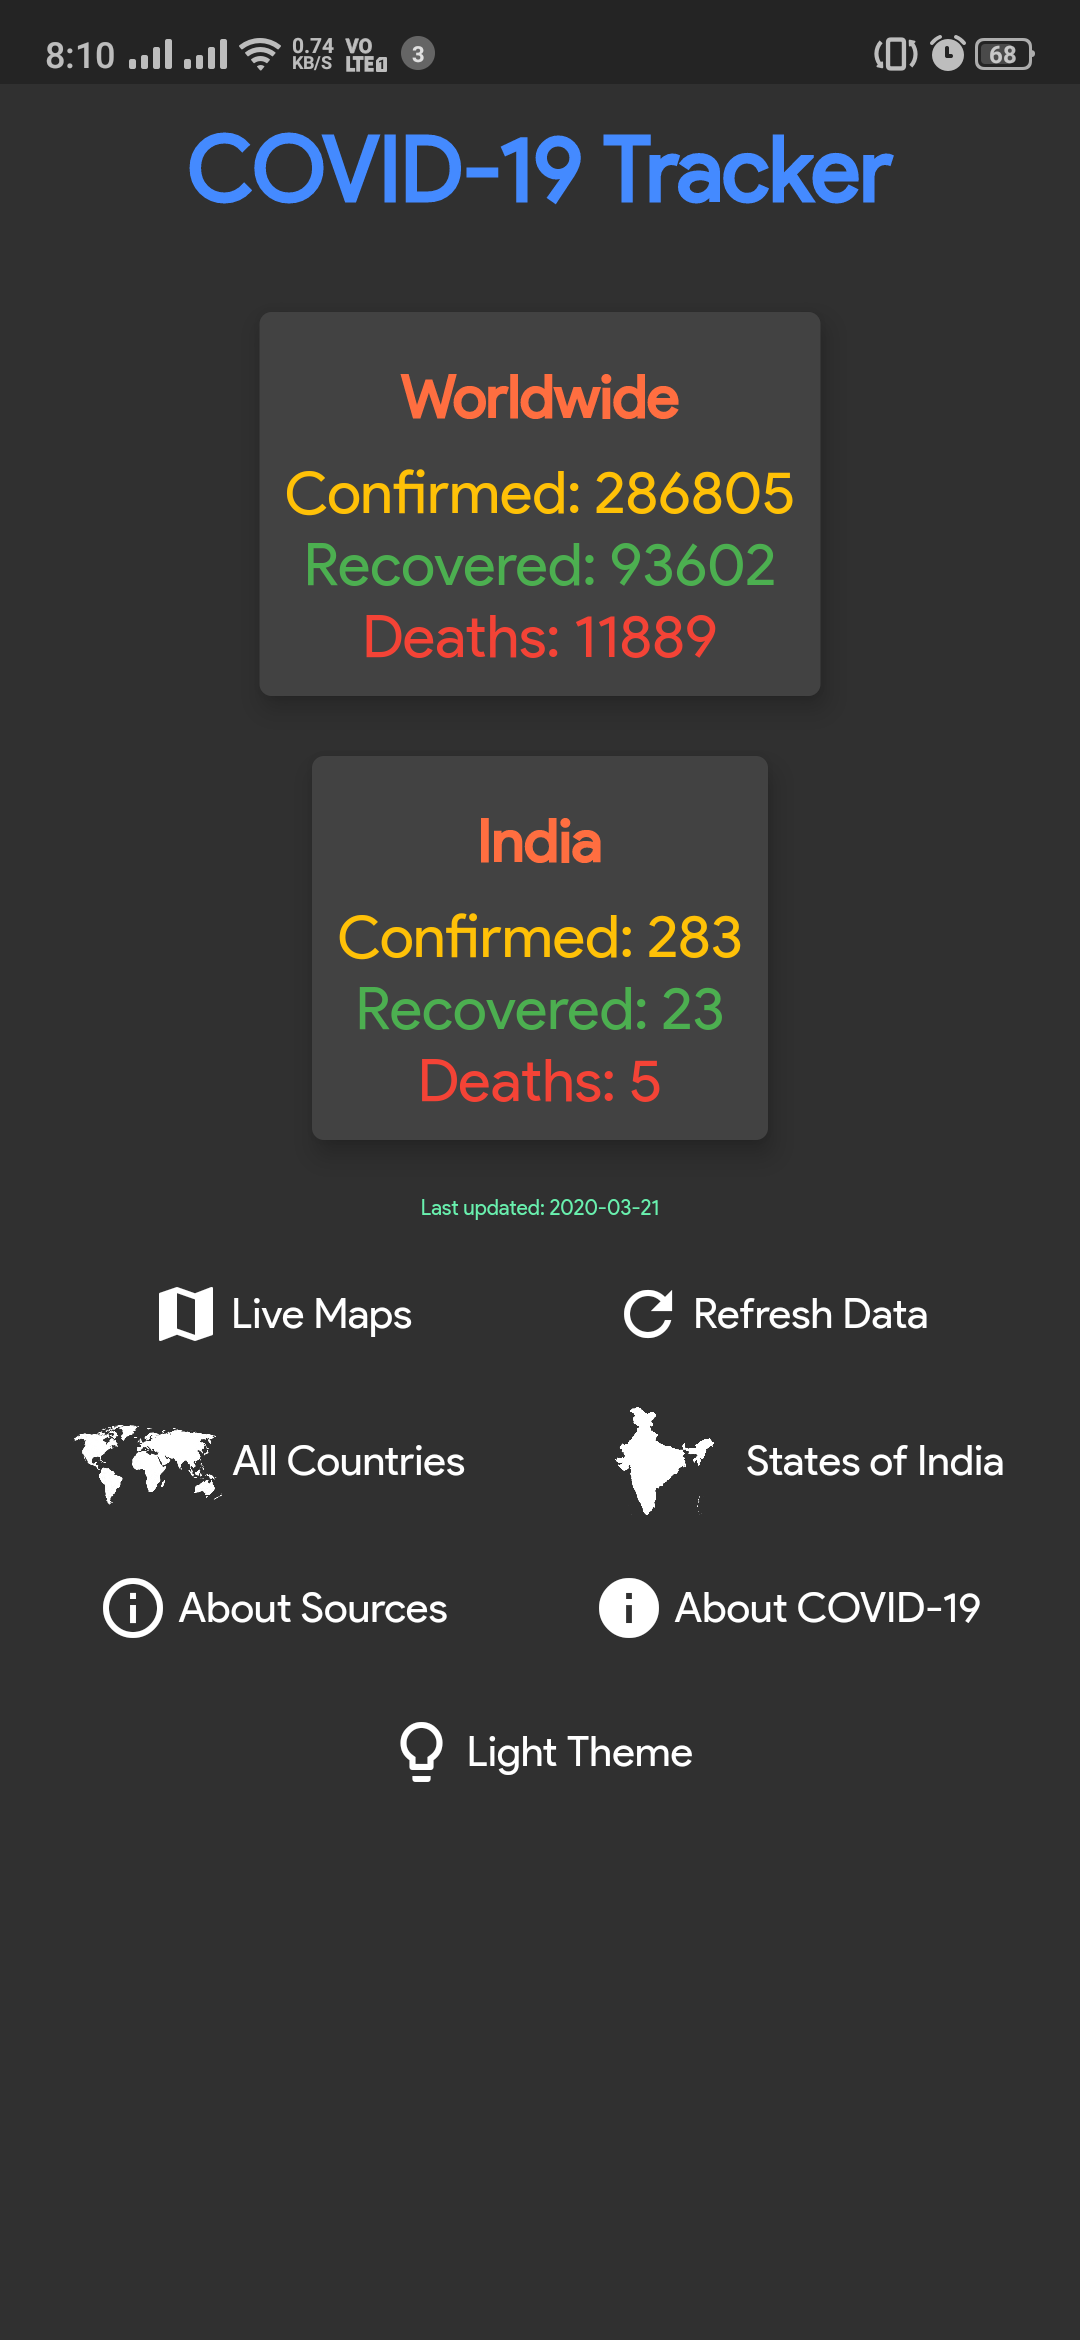 8:10 0.74 KB/S VO LTE 1 3 68
COVID-19 Tracker
Worldwide
Confirmed: 286805
Recovered: 93602
Deaths: 11889
India
Confirmed: 283
Recovered: 23
Deaths: 5
Last updated: 2020-03-21
Live Maps
Refresh Data
All Countries
States of India
About Sources
About COVID-19
Light Theme